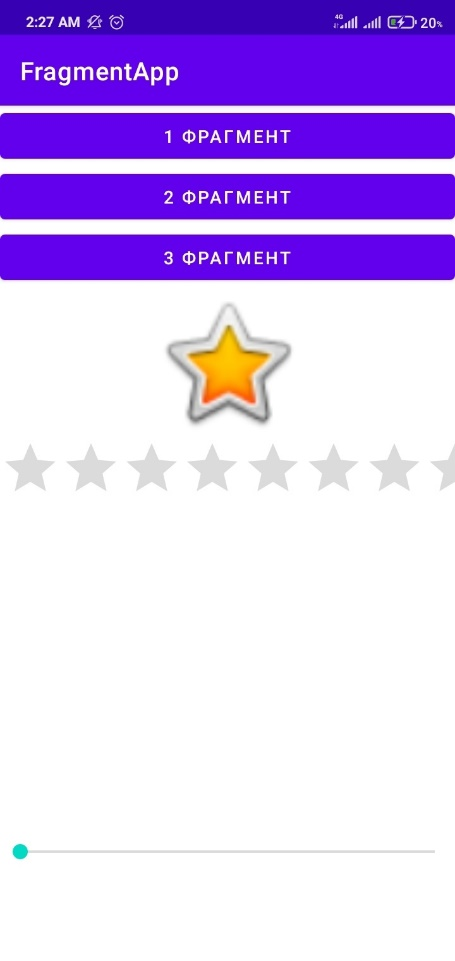 2:27 AM 4G 20%
FragmentApp
1 ФРАГМЕНТ
2 ФРАГМЕНТ
3 ФРАГМЕНТ